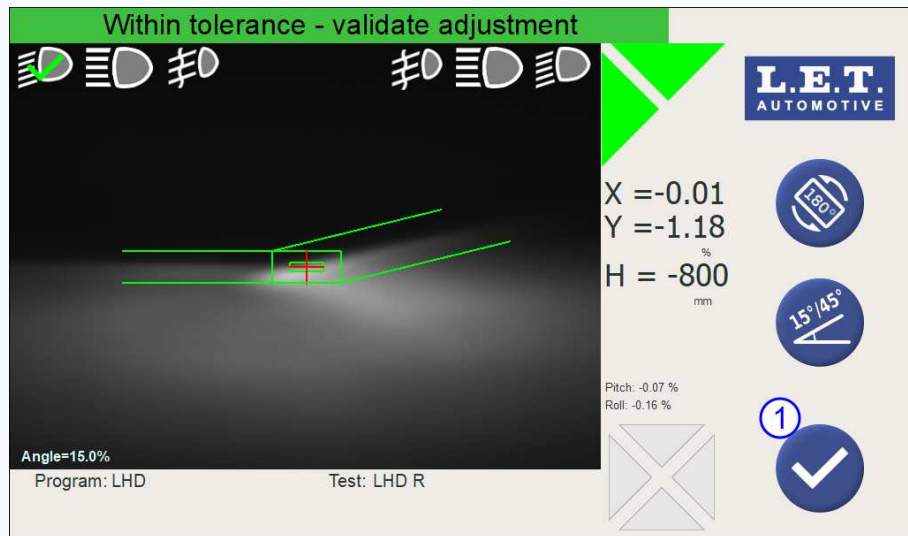 Within tolerance - validate adjustment
L.E.T.
AUTOMOTIVE
180°
X =-0.01
Y =-1.18
%
H = -800
mm
15°/45°
Pitch: -0.07 %
Roll: -0.16 %
1
Angle=15.0%
Program: LHD
Test: LHD R